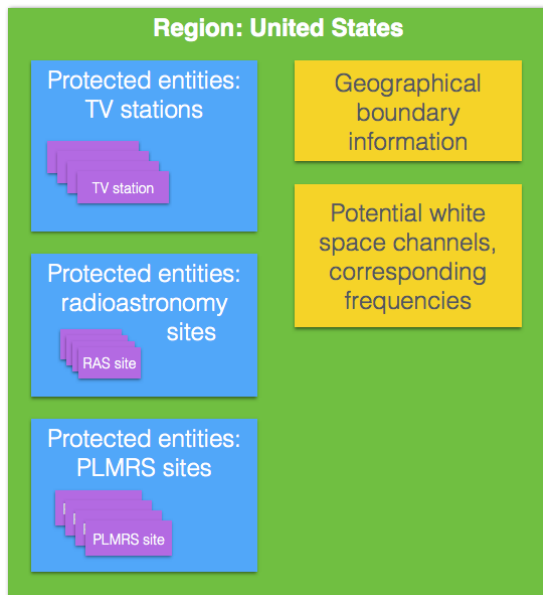 Region: United States
Protected entities:
TV stations
TV station
Protected entities:
radioastronomy
sites
RAS site
Protected entities:
PLMRS sites
PLMRS site
Geographical
boundary
information
Potential white
space channels,
corresponding
frequencies